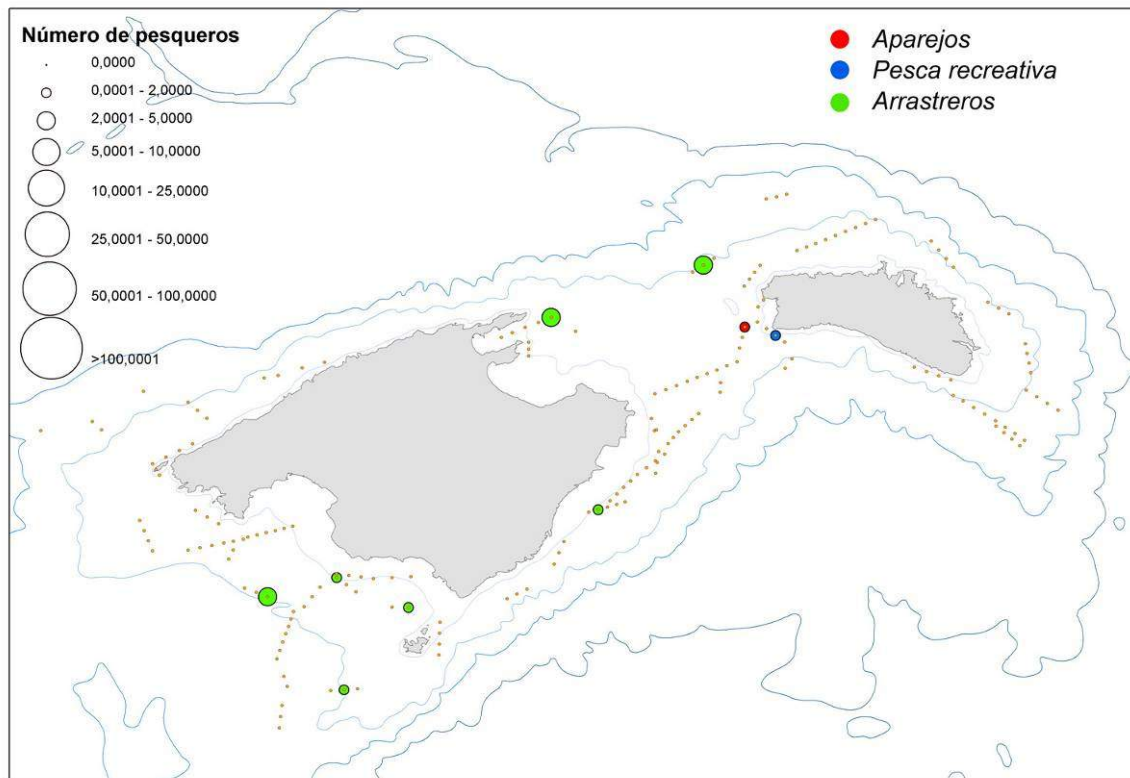 Número de pesqueros
0,0000
0,0001 - 2,0000
2,0001 - 5,0000
5,0001 - 10,0000
10,0001 - 25,0000
25,0001 - 50,0000
50,0001 - 100,0000
>100,0001
Aparejos
Pesca recreativa
Arrastreros